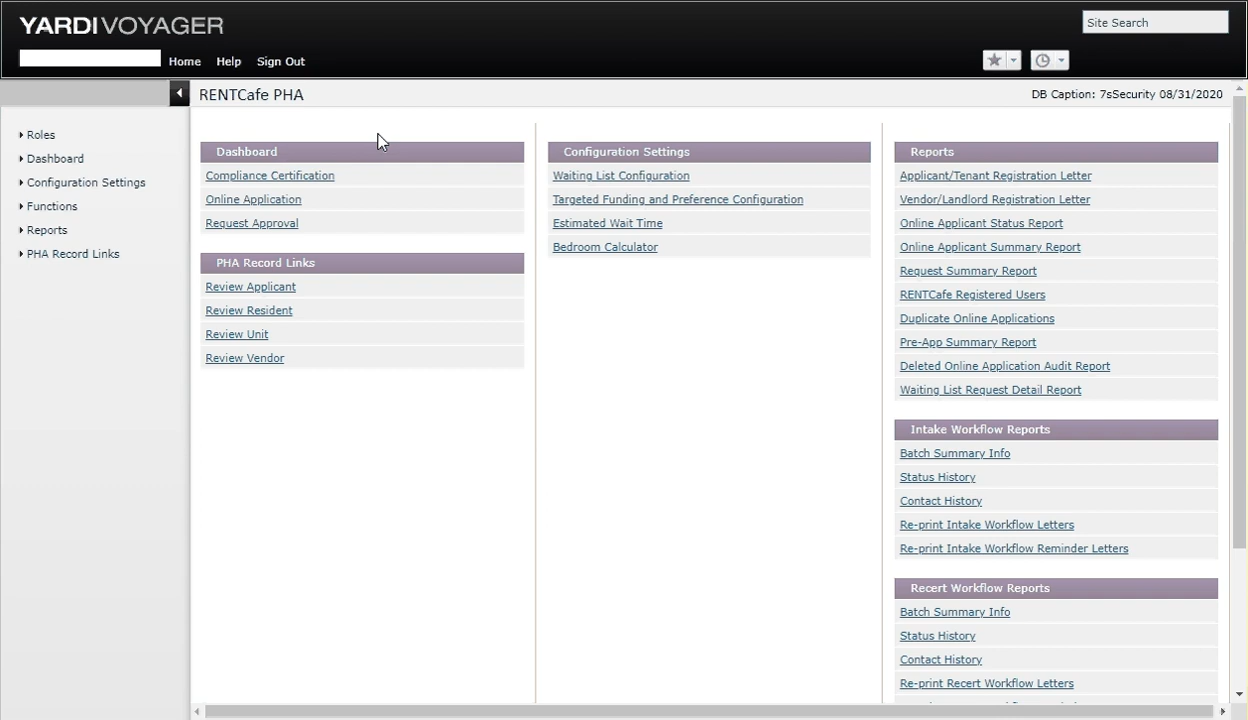 YARDI VOYAGER
Site Search
Home Help Sign Out
RENTCafe PHA
DB Caption: 7sSecurity 08/31/2020
Roles
Dashboard
Configuration Settings
Functions
Reports
PHA Record Links
Dashboard
Compliance Certification
Online Application
Request Approval
PHA Record Links
Review Applicant
Review Resident
Review Unit
Review Vendor
Configuration Settings
Waiting List Configuration
Targeted Funding and Preference Configuration
Estimated Wait Time
Bedroom Calculator
Reports
Applicant/Tenant Registration Letter
Vendor/Landlord Registration Letter
Online Applicant Status Report
Online Applicant Summary Report
Request Summary Report
RENTCafe Registered Users
Duplicate Online Applications
Pre-App Summary Report
Deleted Online Application Audit Report
Waiting List Request Detail Report
Intake Workflow Reports
Batch Summary Info
Status History
Contact History
Re-print Intake Workflow Letters
Re-print Intake Workflow Reminder Letters
Recert Workflow Reports
Batch Summary Info
Status History
Contact History
Re-print Recert Workflow Letters